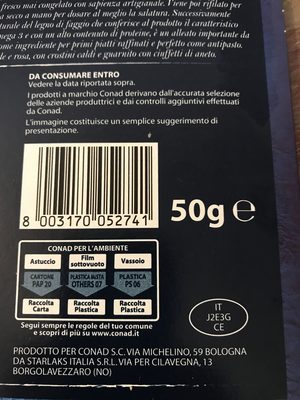 fresco mai congelato con sapienza artigianale. Viene poi rifilato per
a secco a mano per dosare al meglio la salatura. Successivamente
turale del legno di faggio che conferisce al prodotto il caratteristico
mega 3 e con un alto contenuto di proteine, è un alleato importante da
come ingrediente per primi piatti raffinati e perfetto come antipasto.
e e rosa, con crostini caldi e guarnito con ciuffetti di aneto.
DA CONSUMARE ENTRO
Vedere la data riportata sopra.
I prodotti a marchio Conad derivano dall'accurata selezione
delle aziende produttrici e dai controlli aggiuntivi effettuati
da Conad.
L'immagine costituisce un semplice suggerimento di
presentazione.
8 003170 052741
50g e
CONAD PER L'AMBIENTE
Astuccio Film sottovuoto Vassoio
CARTONE PAP 20 PLASTICA MISTA OTHERS 07 PLASTICA PS 06
Raccolta Carta Raccolta Plastica Raccolta Plastica
Segui sempre le regole del tuo comune
e scopri di più su www.conad.it
IT
J2E3G
CE
PRODOTTO PER CONAD S.C. VIA MICHELINO, 59 BOLOGNA
DA STARLAKS ITALIA S.R.L. VIA PER CILAVEGNA, 13
BORGOLAVEZZARO (NO)